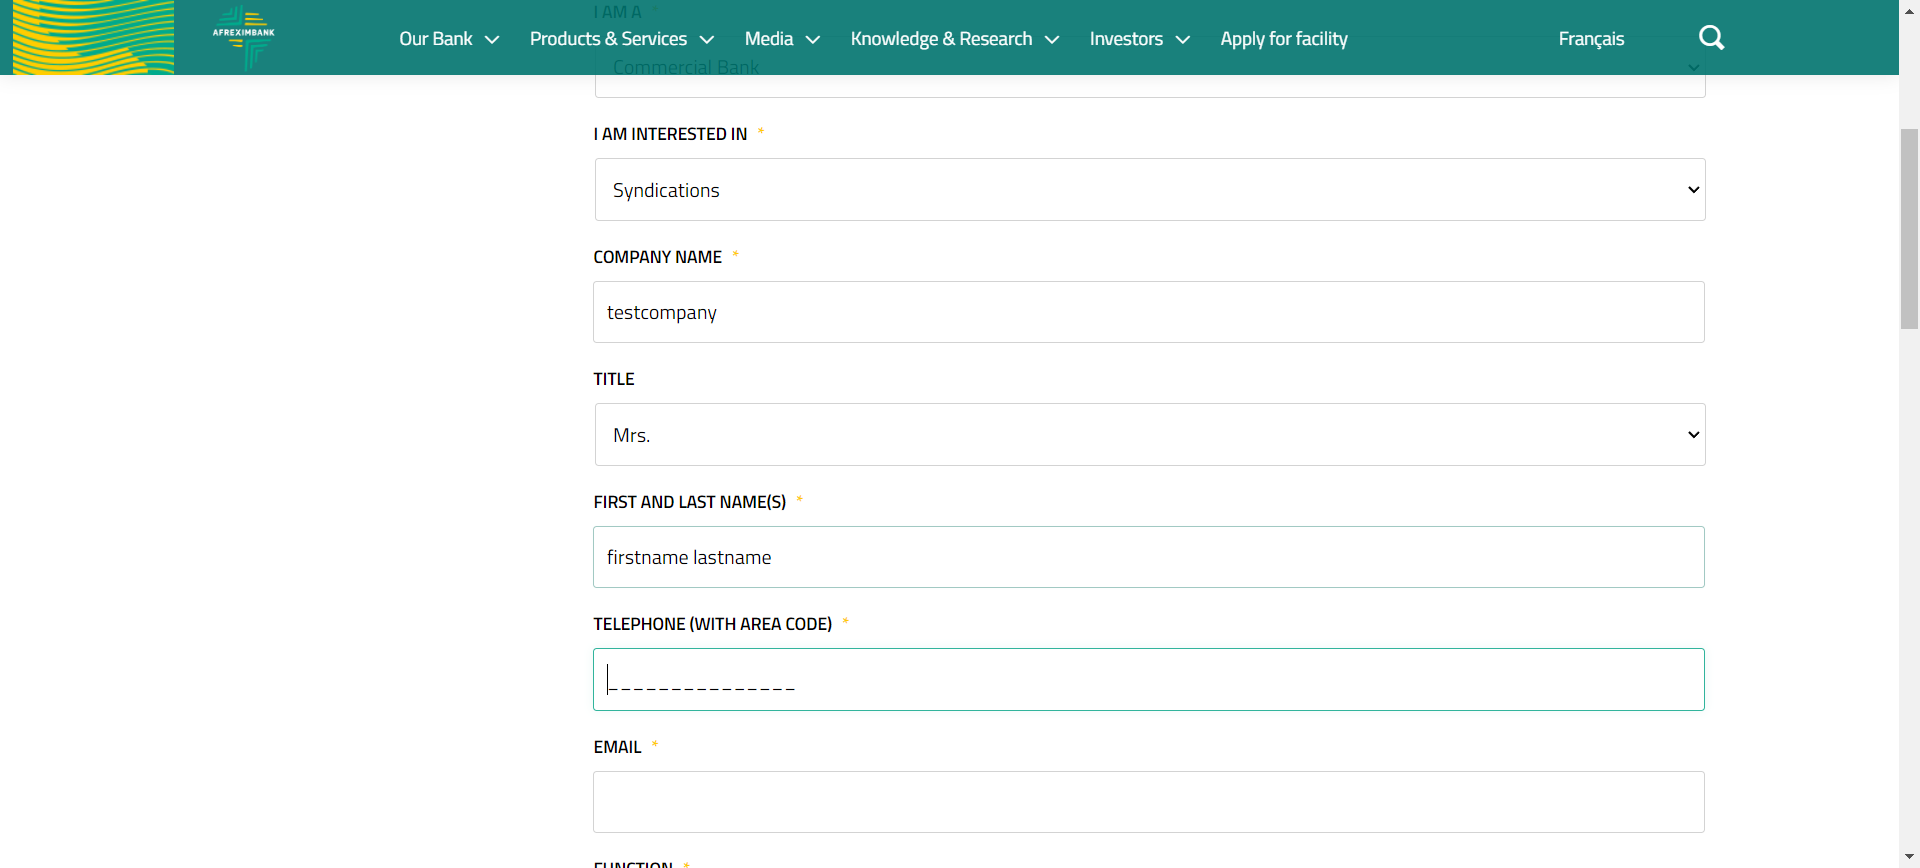 I AM A *
AFREXIMBANK
Our Bank
Products & Services
Media
Knowledge & Research
Investors
Apply for facility
Français
Commercial Bank
I AM INTERESTED IN *
Syndications
COMPANY NAME *
testcompany
TITLE
Mrs.
FIRST AND LAST NAME(S) *
firstname lastname
TELEPHONE (WITH AREA CODE) *
_______________
EMAIL *
FUNCTION *